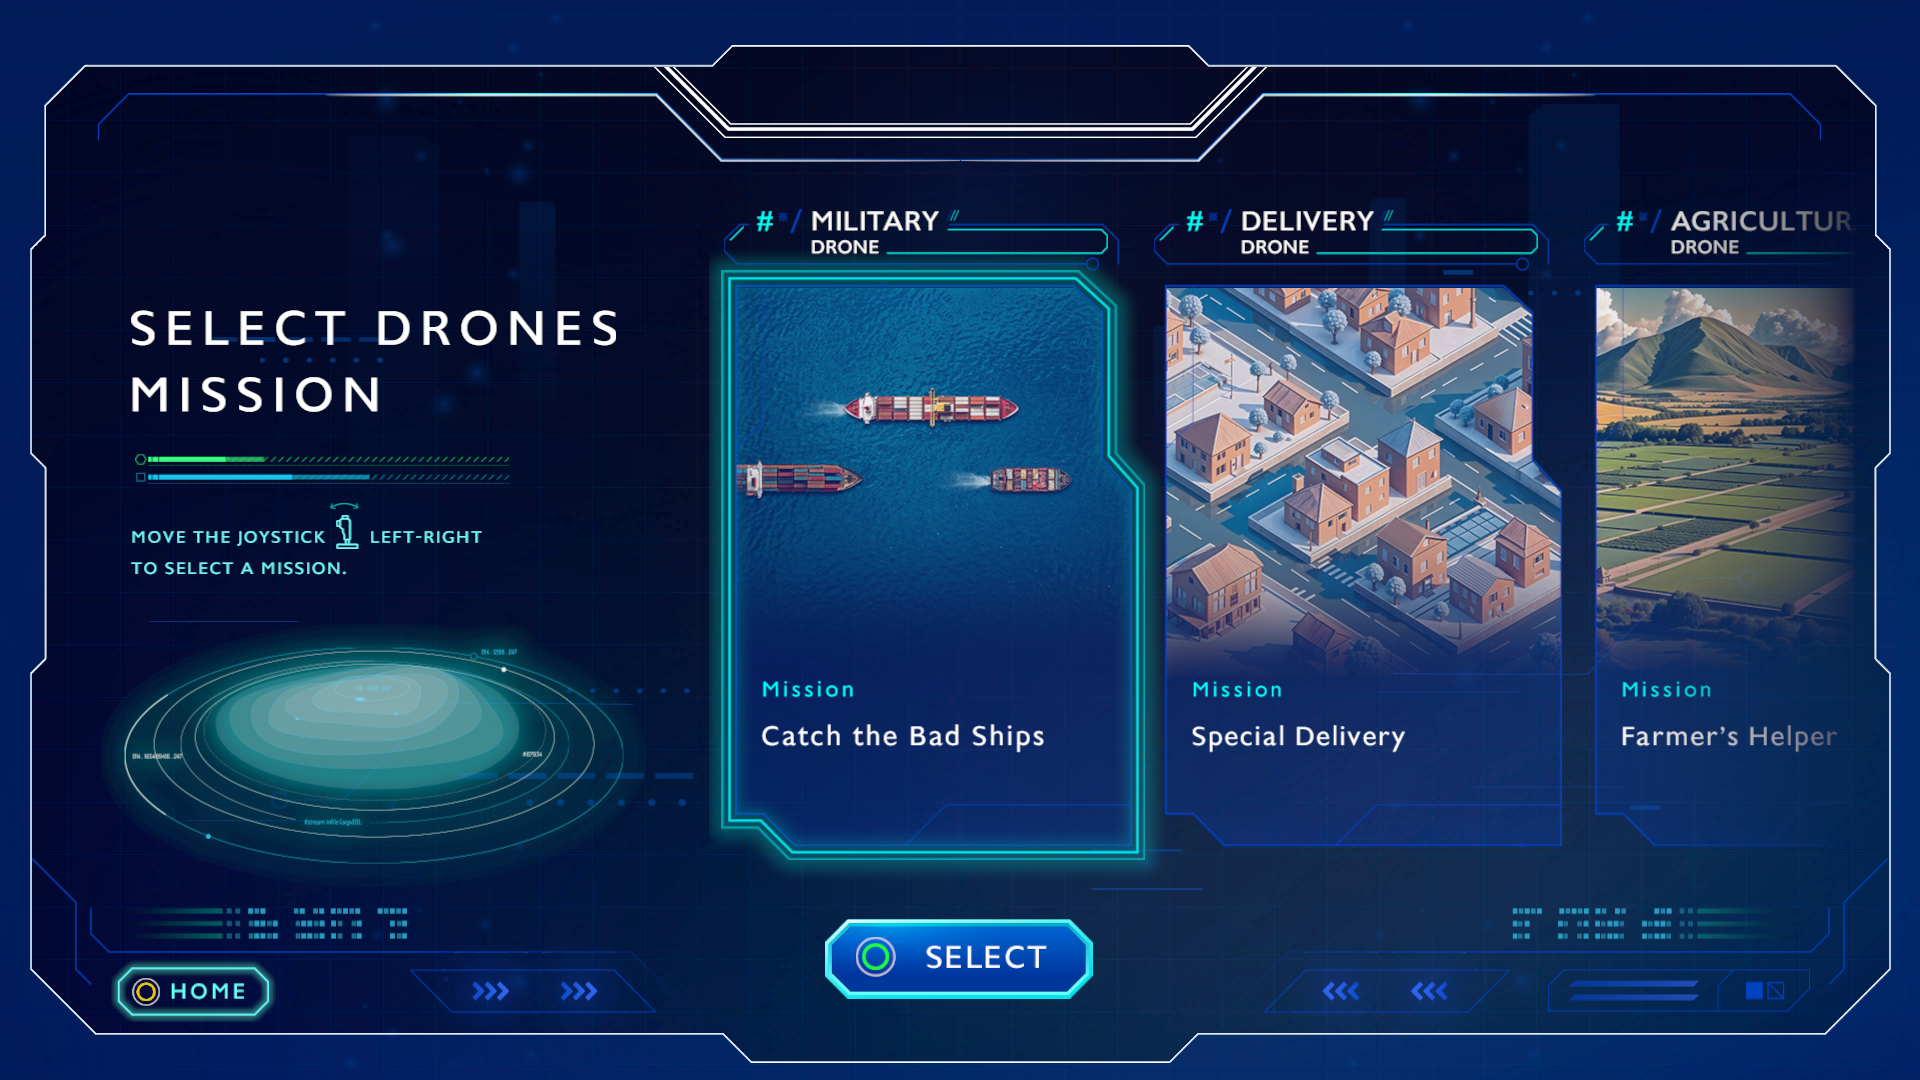 SELECT DRONES
MISSION
MOVE THE JOYSTICK LEFT-RIGHT
TO SELECT A MISSION.
# / MILITARY //
DRONE
Mission
Catch the Bad Ships
# / DELIVERY //
DRONE
Mission
Special Delivery
# / AGRICULTUR
DRONE
Mission
Farmer's Helper
SELECT
HOME